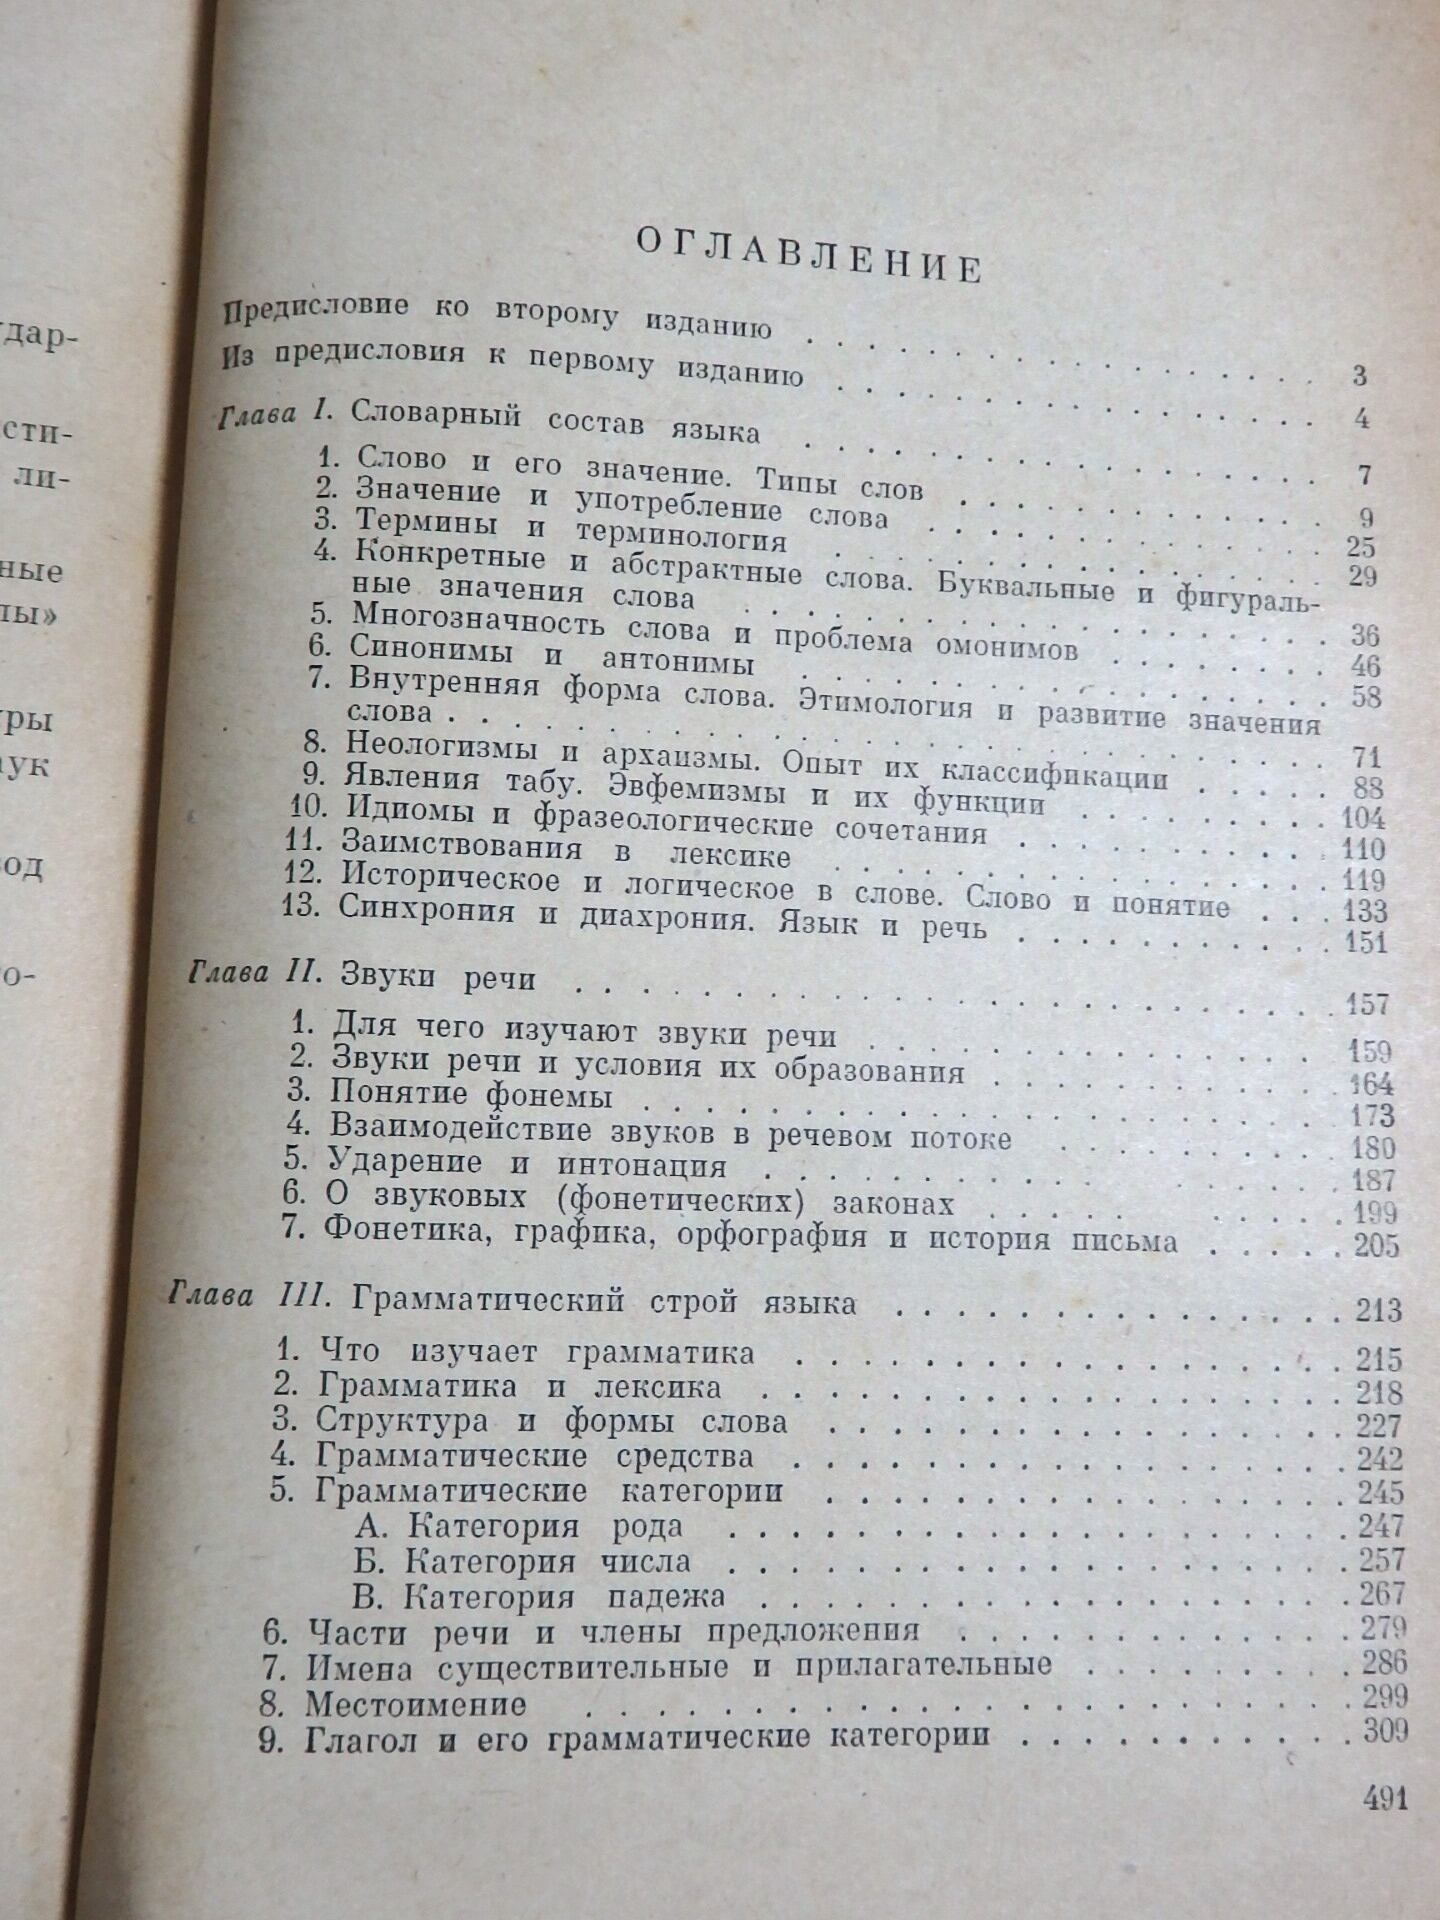 удар-
сти-
ли-
ные
лы»
уры
аук
вод
о-
ОГЛАВЛЕНИЕ
Предисловие ко второму изданию . . . . . . . . . . . . . . . . 3
Из предисловия к первому изданию . . . . . . . . . . . . . . . 4
Глава I. Словарный состав языка . . . . . . . . . . . . . . . . 7
1. Слово и его значение. Типы слов . . . . . . . . . . . . 9
2. Значение и употребление слова . . . . . . . . . . . . . 25
3. Термины и терминология . . . . . . . . . . . . . . . 29
4. Конкретные и абстрактные слова. Буквальные и фигураль-
ные значения слова . . . . . . . . . . . . . . . . . . 36
5. Многозначность слова и проблема омонимов . . . . . . . 46
6. Синонимы и антонимы . . . . . . . . . . . . . . . . . 58
7. Внутренняя форма слова. Этимология и развитие значения
слова . . . . . . . . . . . . . . . . . . . . . . . . . . . 71
8. Неологизмы и архаизмы. Опыт их классификации . . . . . 88
9. Явления табу. Эвфемизмы и их функции . . . . . . . . . 104
10. Идиомы и фразеологические сочетания . . . . . . . . . . 110
11. Заимствования в лексике . . . . . . . . . . . . . . . . 119
12. Историческое и логическое в слове. Слово и понятие . . . 133
13. Синхрония и диахрония. Язык и речь . . . . . . . . . . 151
Глава II. Звуки речи . . . . . . . . . . . . . . . . . . . . . . . 157
1. Для чего изучают звуки речи . . . . . . . . . . . . . . 159
2. Звуки речи и условия их образования . . . . . . . . . . 164
3. Понятие фонемы . . . . . . . . . . . . . . . . . . . . . 173
4. Взаимодействие звуков в речевом потоке . . . . . . . . . 180
5. Ударение и интонация . . . . . . . . . . . . . . . . . . 187
6. О звуковых (фонетических) законах . . . . . . . . . . 199
7. Фонетика, графика, орфография и история письма . . . . . 205
Глава III. Грамматический строй языка . . . . . . . . . . . . . . 213
1. Что изучает грамматика . . . . . . . . . . . . . . . . . 215
2. Грамматика и лексика . . . . . . . . . . . . . . . . . . 218
3. Структура и формы слова . . . . . . . . . . . . . . . . 227
4. Грамматические средства . . . . . . . . . . . . . . . . . 242
5. Грамматические категории . . . . . . . . . . . . . . . . 245
А. Категория рода . . . . . . . . . . . . . . . . . . . 247
Б. Категория числа . . . . . . . . . . . . . . . . . . . 257
В. Категория падежа . . . . . . . . . . . . . . . . . . 267
6. Части речи и члены предложения . . . . . . . . . . . . 279
7. Имена существительные и прилагательные . . . . . . . . 286
8. Местоимение . . . . . . . . . . . . . . . . . . . . . . . 299
9. Глагол и его грамматические категории . . . . . . . . . . 309
491